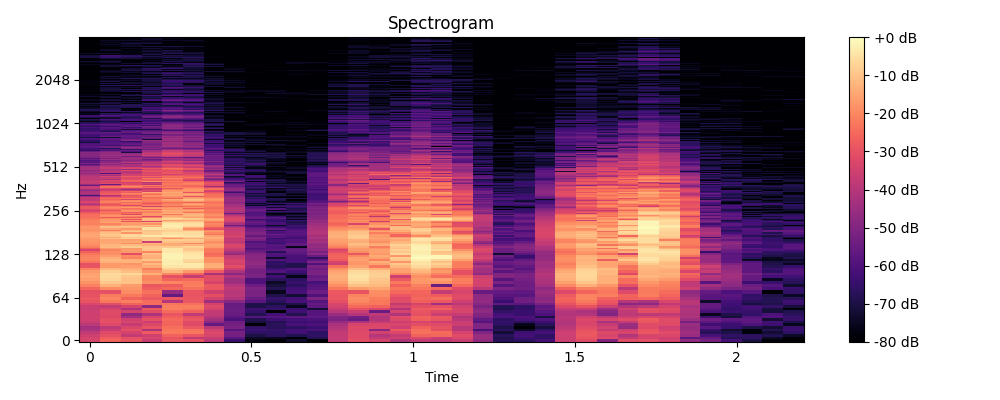 Spectrogram
Hz
2048
1024
512
256
128
64
0
0
0.5
1
1.5
2
Time
+0 dB
-10 dB
-20 dB
-30 dB
-40 dB
-50 dB
-60 dB
-70 dB
-80 dB